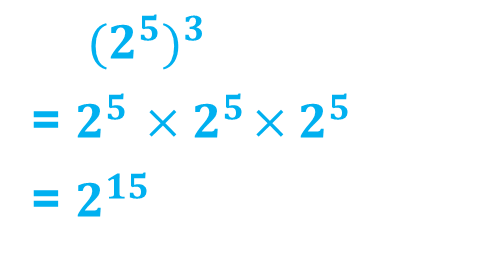 (2⁵)³
= 2⁵ × 2⁵ × 2⁵
= 2¹⁵